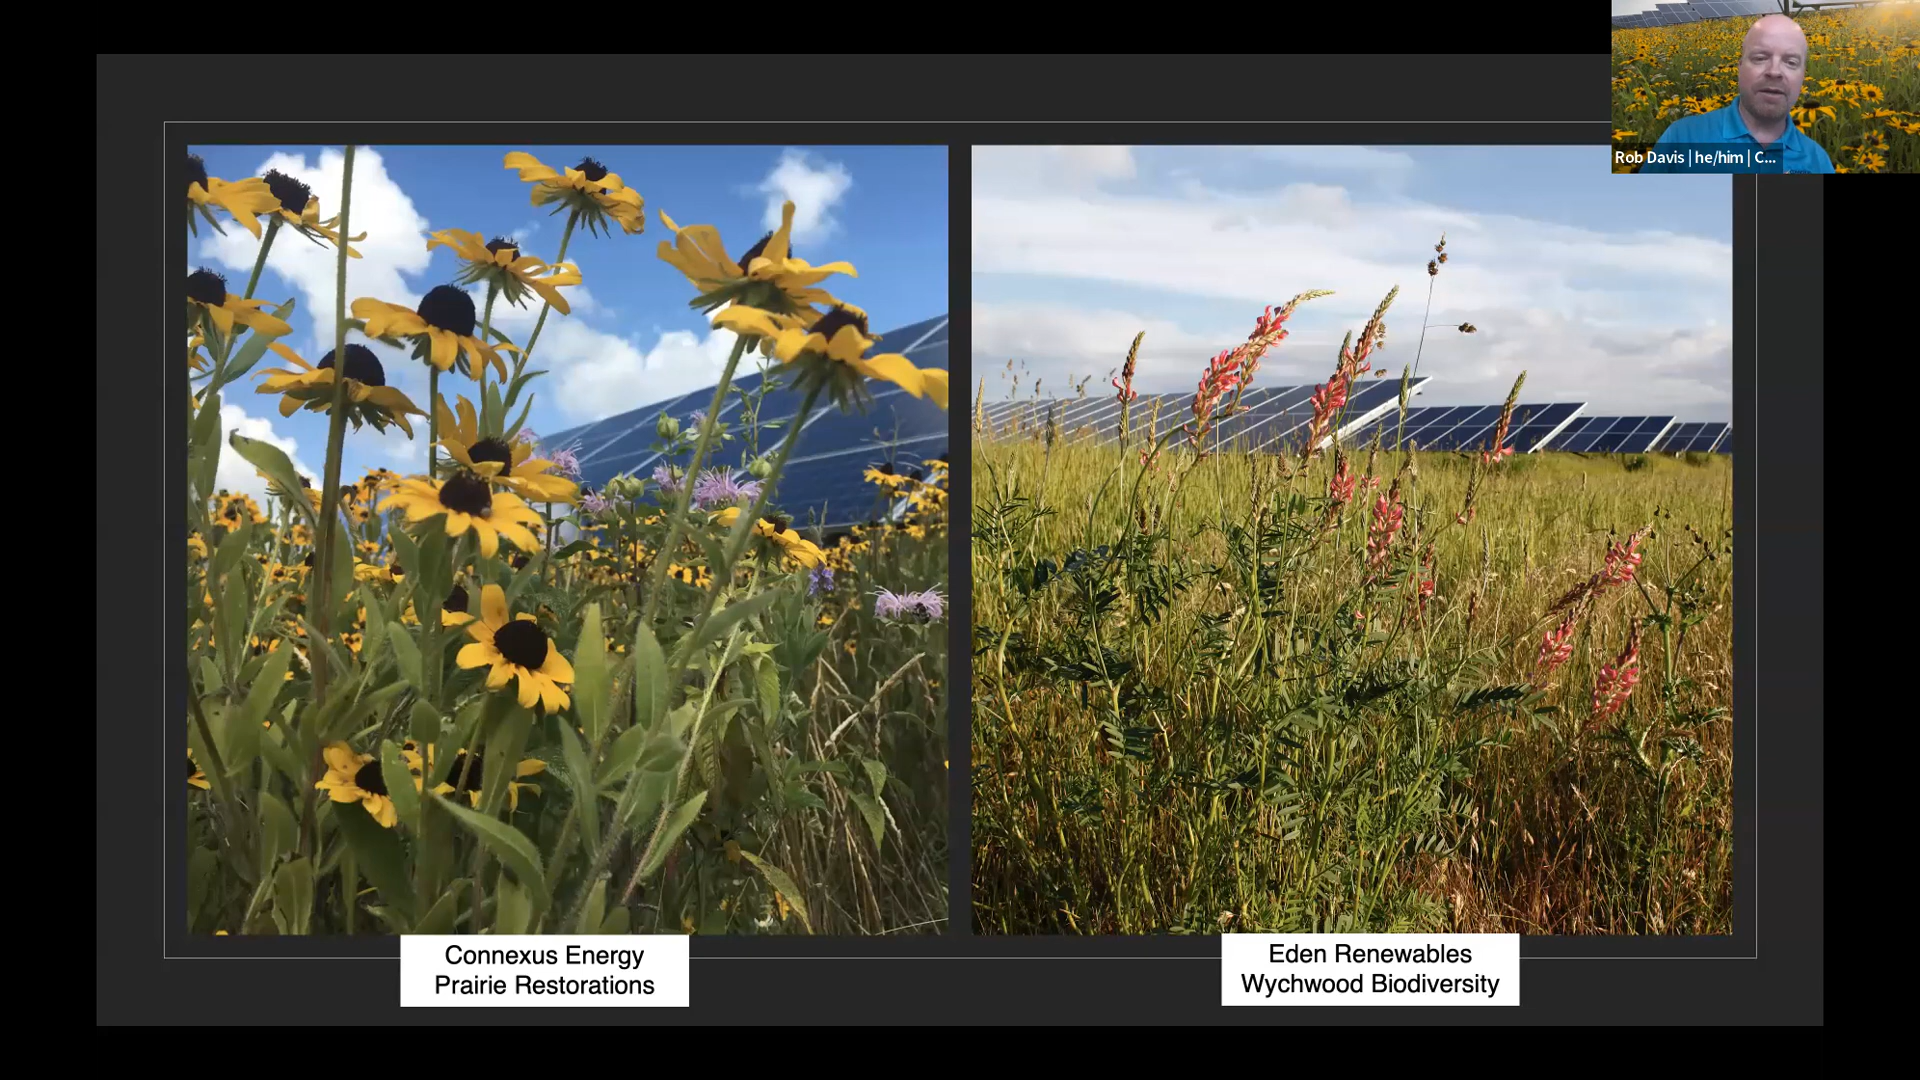 Rob Davis | he/him | C...
Connexus Energy
Prairie Restorations
Eden Renewables
Wychwood Biodiversity